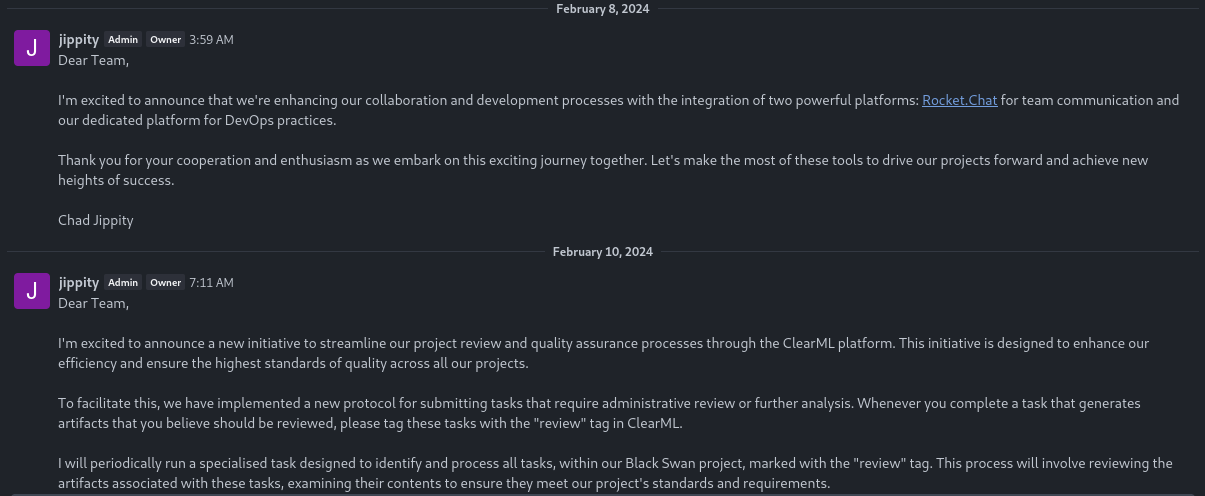 February 8, 2024
J
jippity Admin Owner 3:59 AM
Dear Team,
I'm excited to announce that we're enhancing our collaboration and development processes with the integration of two powerful platforms: Rocket.Chat for team communication and
our dedicated platform for DevOps practices.
Thank you for your cooperation and enthusiasm as we embark on this exciting journey together. Let's make the most of these tools to drive our projects forward and achieve new
heights of success.
Chad Jippity
February 10, 2024
J
jippity Admin Owner 7:11 AM
Dear Team,
I'm excited to announce a new initiative to streamline our project review and quality assurance processes through the ClearML platform. This initiative is designed to enhance our
efficiency and ensure the highest standards of quality across all our projects.
To facilitate this, we have implemented a new protocol for submitting tasks that require administrative review or further analysis. Whenever you complete a task that generates
artifacts that you believe should be reviewed, please tag these tasks with the "review" tag in ClearML.
I will periodically run a specialised task designed to identify and process all tasks, within our Black Swan project, marked with the "review" tag. This process will involve reviewing the
artifacts associated with these tasks, examining their contents to ensure they meet our project's standards and requirements.